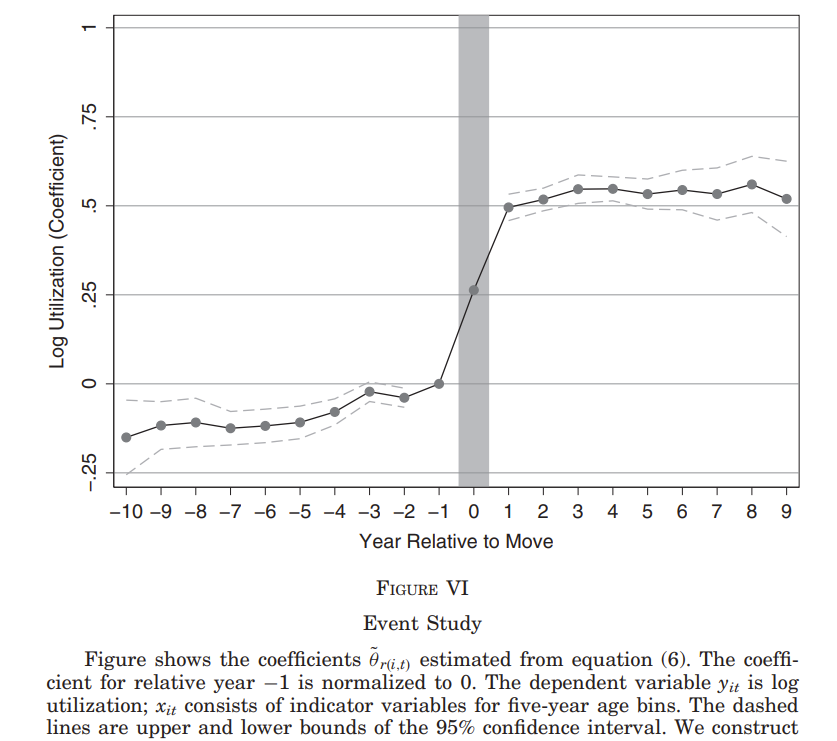 1
.75
.5
.25
0
−.25
Log Utilization (Coefficient)
−10 −9 −8 −7 −6 −5 −4 −3 −2 −1 0 1 2 3 4 5 6 7 8 9
Year Relative to Move
FIGURE VI
Event Study
Figure shows the coefficients θ̃r(i,t) estimated from equation (6). The coeffi-
cient for relative year −1 is normalized to 0. The dependent variable yit is log
utilization; xit consists of indicator variables for five-year age bins. The dashed
lines are upper and lower bounds of the 95% confidence interval. We construct